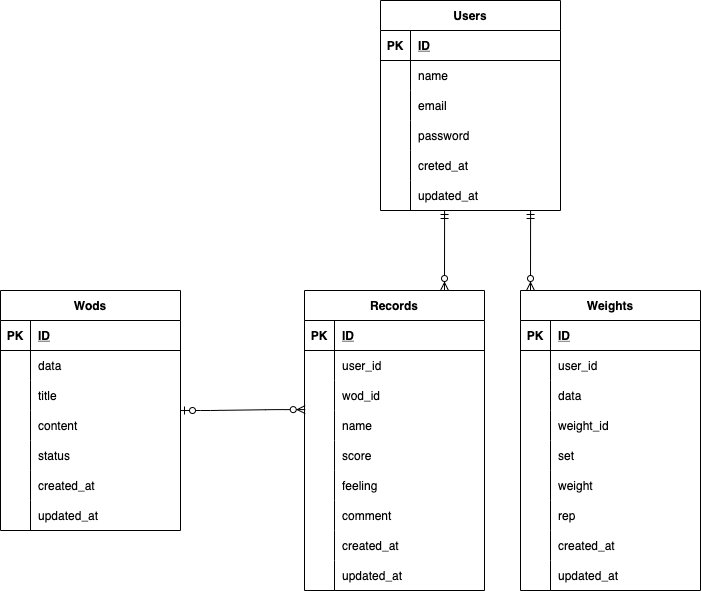 Users
PK ID
name
email
password
creted_at
updated_at
Wods
PK ID
data
title
content
status
created_at
updated_at
Records
PK ID
user_id
wod_id
name
score
feeling
comment
created_at
updated_at
Weights
PK ID
user_id
data
weight_id
set
weight
rep
created_at
updated_at